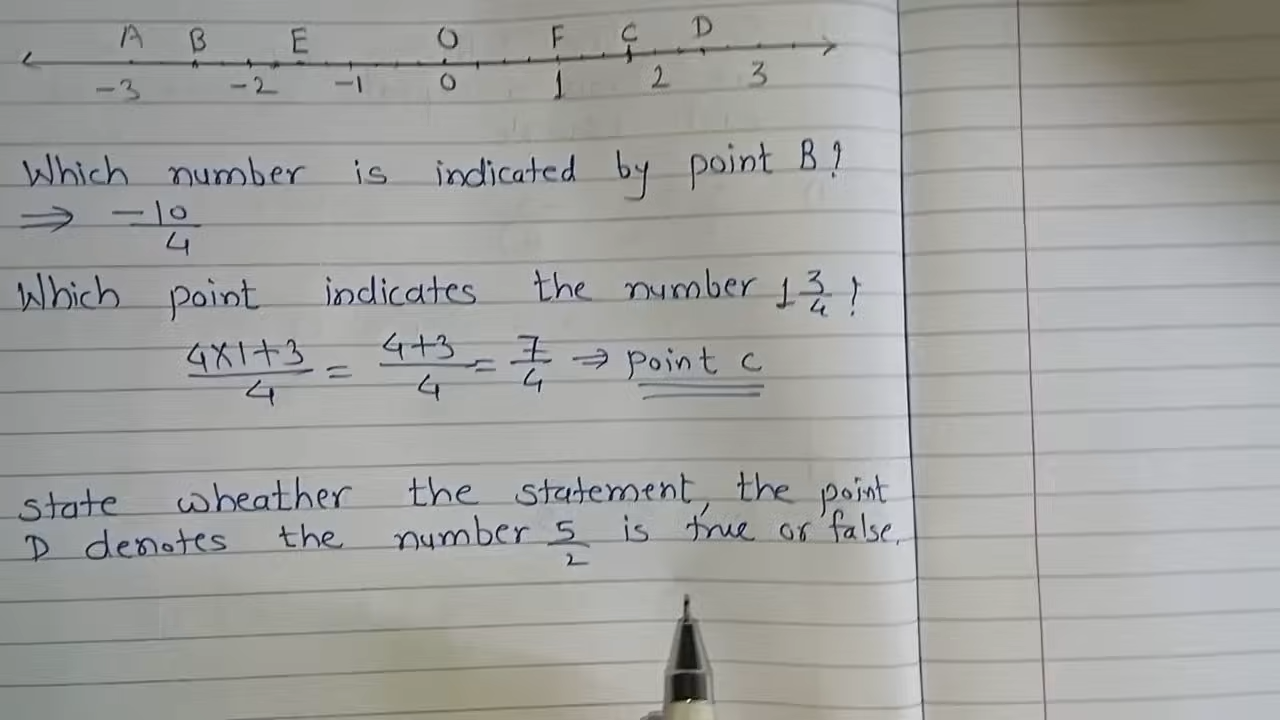 A B E O F C D
-3 -2 -1 0 1 2 3
Which number is indicated by point B?
⇒ -10/4
Which point indicates the number 1 3/4?
4×1+3/4 = 4+3/4 = 7/4 ⇒ point C
state wheather the statement, the point
D denotes the number 5/2 is true or false.